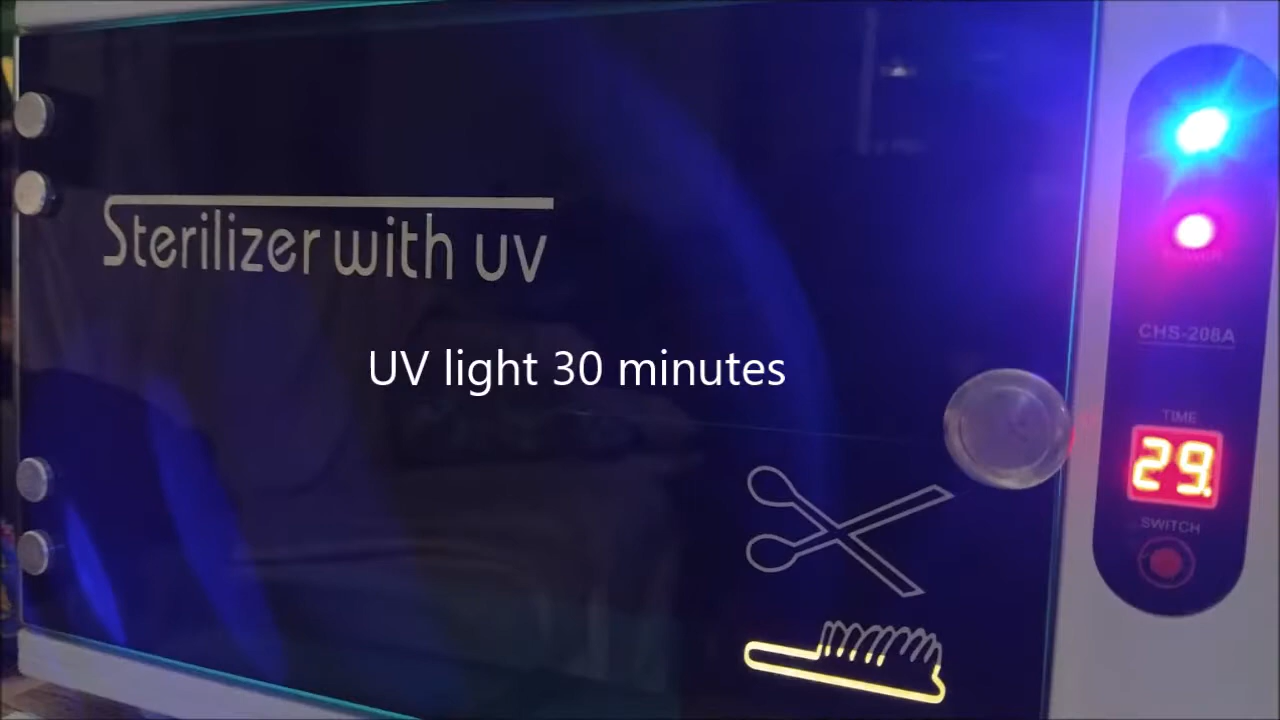 Sterilizer with UV
UV light 30 minutes
CHS-208A
TIME
29.
SWITCH